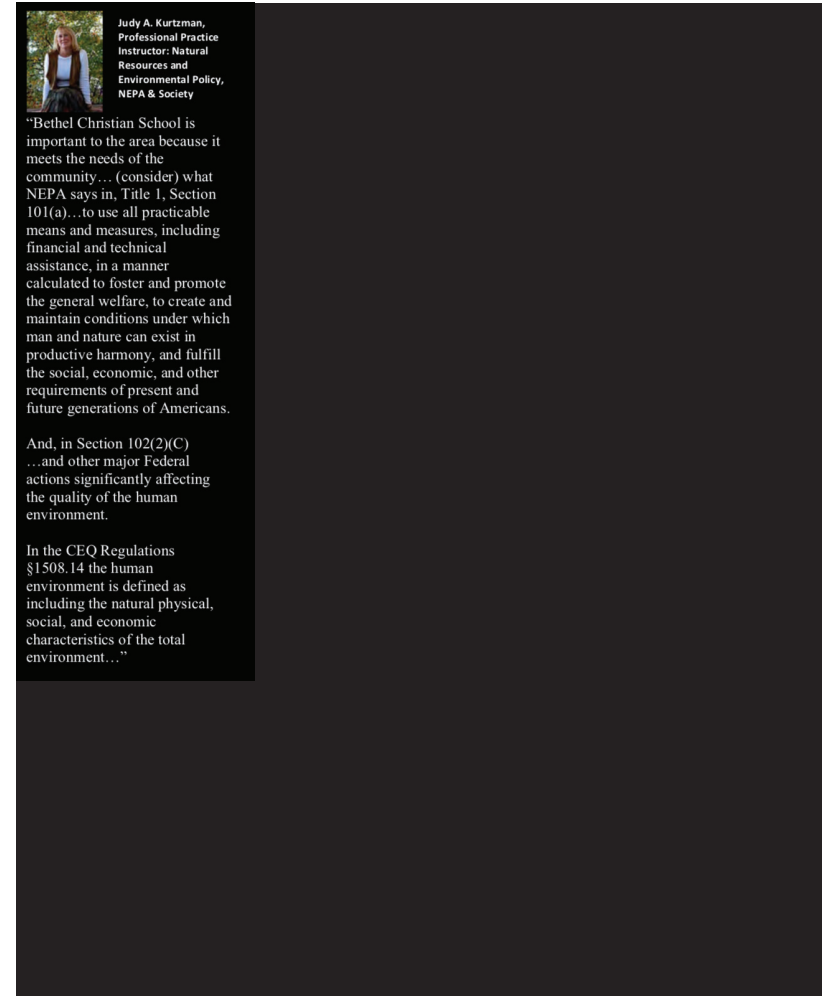 Judy A. Kurtzman,
Professional Practice
Instructor: Natural
Resources and
Environmental Policy,
NEPA & Society
“Bethel Christian School is
important to the area because it
meets the needs of the
community… (consider) what
NEPA says in, Title 1, Section
101(a)…to use all practicable
means and measures, including
financial and technical
assistance, in a manner
calculated to foster and promote
the general welfare, to create and
maintain conditions under which
man and nature can exist in
productive harmony, and fulfill
the social, economic, and other
requirements of present and
future generations of Americans.
And, in Section 102(2)(C)
…and other major Federal
actions significantly affecting
the quality of the human
environment.
In the CEQ Regulations
§1508.14 the human
environment is defined as
including the natural physical,
social, and economic
characteristics of the total
environment…”